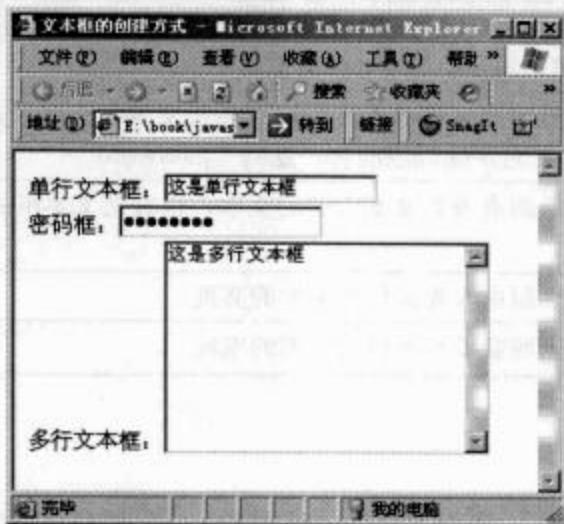 文本框的创建方式 - Microsoft Internet Explorer
文件(F) 编辑(E) 查看(V) 收藏(A) 工具(T) 帮助 »
后退 搜索 收藏夹 »
地址(D) E:\book\javas 转到 链接 SnagIt
单行文本框：这是单行文本框
密码框：●●●●●●●●
这是多行文本框
多行文本框：
完毕 我的电脑